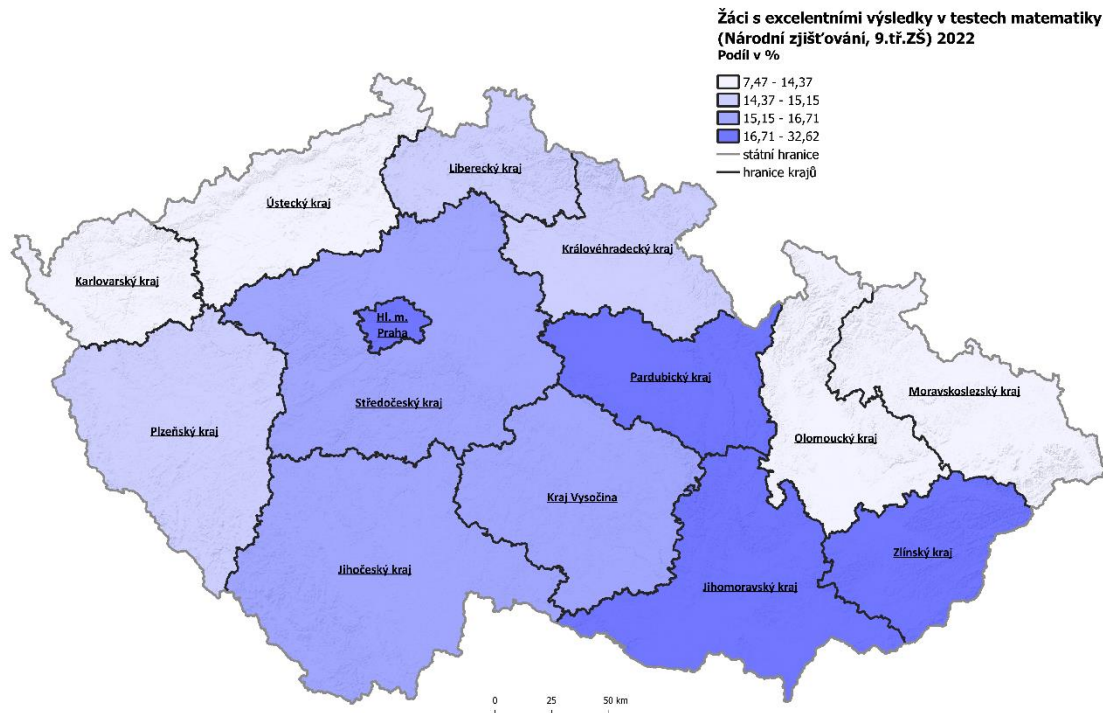 Žáci s excelentními výsledky v testech matematiky
(Národní zjišťování, 9.tř.ZŠ) 2022
Podíl v %
7,47 - 14,37
14,37 - 15,15
15,15 - 16,71
16,71 - 32,62
státní hranice
hranice krajů
Liberecký kraj
Ústecký kraj
Královéhradecký kraj
Karlovarský kraj
Hl. m.
Praha
Pardubický kraj
Moravskoslezský kraj
Středočeský kraj
Plzeňský kraj
Olomoucký kraj
Kraj Vysočina
Zlínský kraj
Jihočeský kraj
Jihomoravský kraj
0 25 50 km